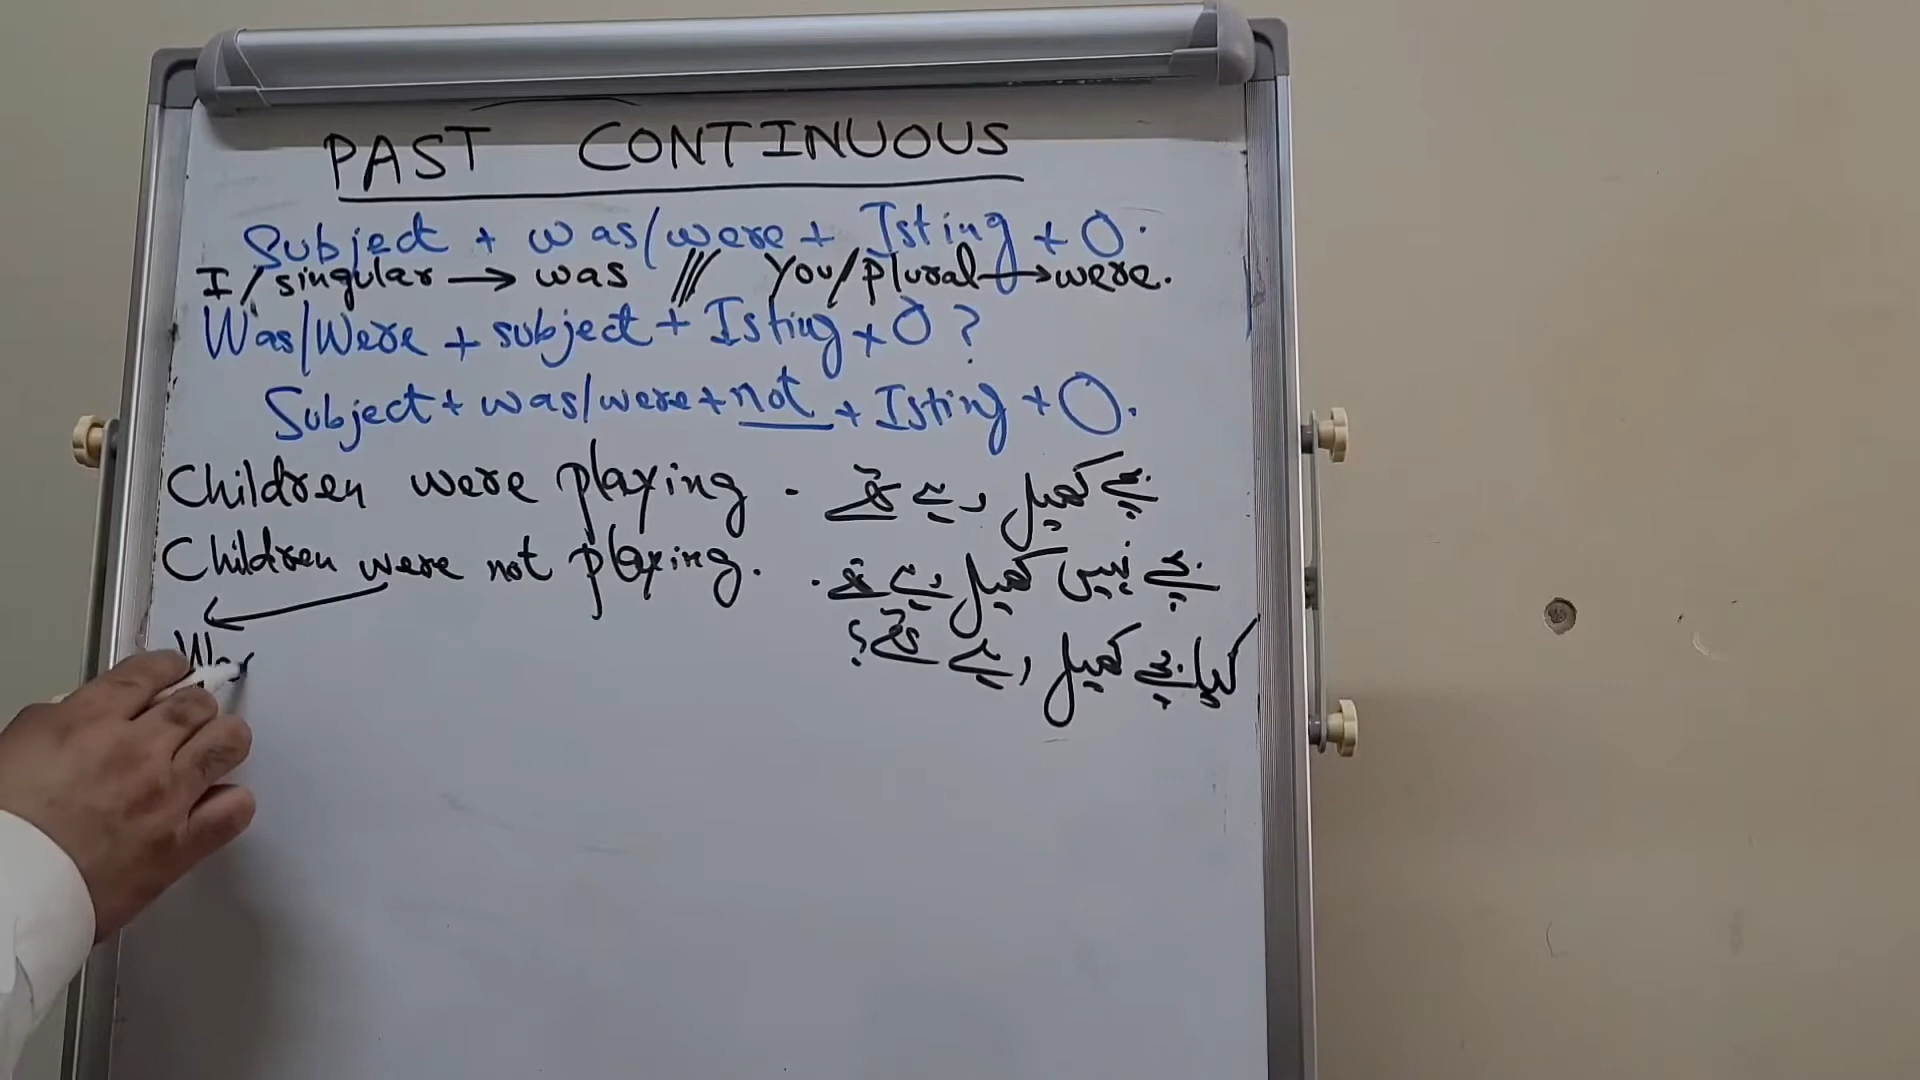 PAST CONTINUOUS
Subject + was/were + Isting + O.
I/singular → was /// You/plural → were.
Was/Were + subject + Isting + O?
Subject + was/were + not + Isting + O.
Children were playing. بچے کھیل رہے تھے
Children were not playing. بچے نہیں کھیل رہے تھے.
کیا بچے کھیل رہے تھے؟
Wer